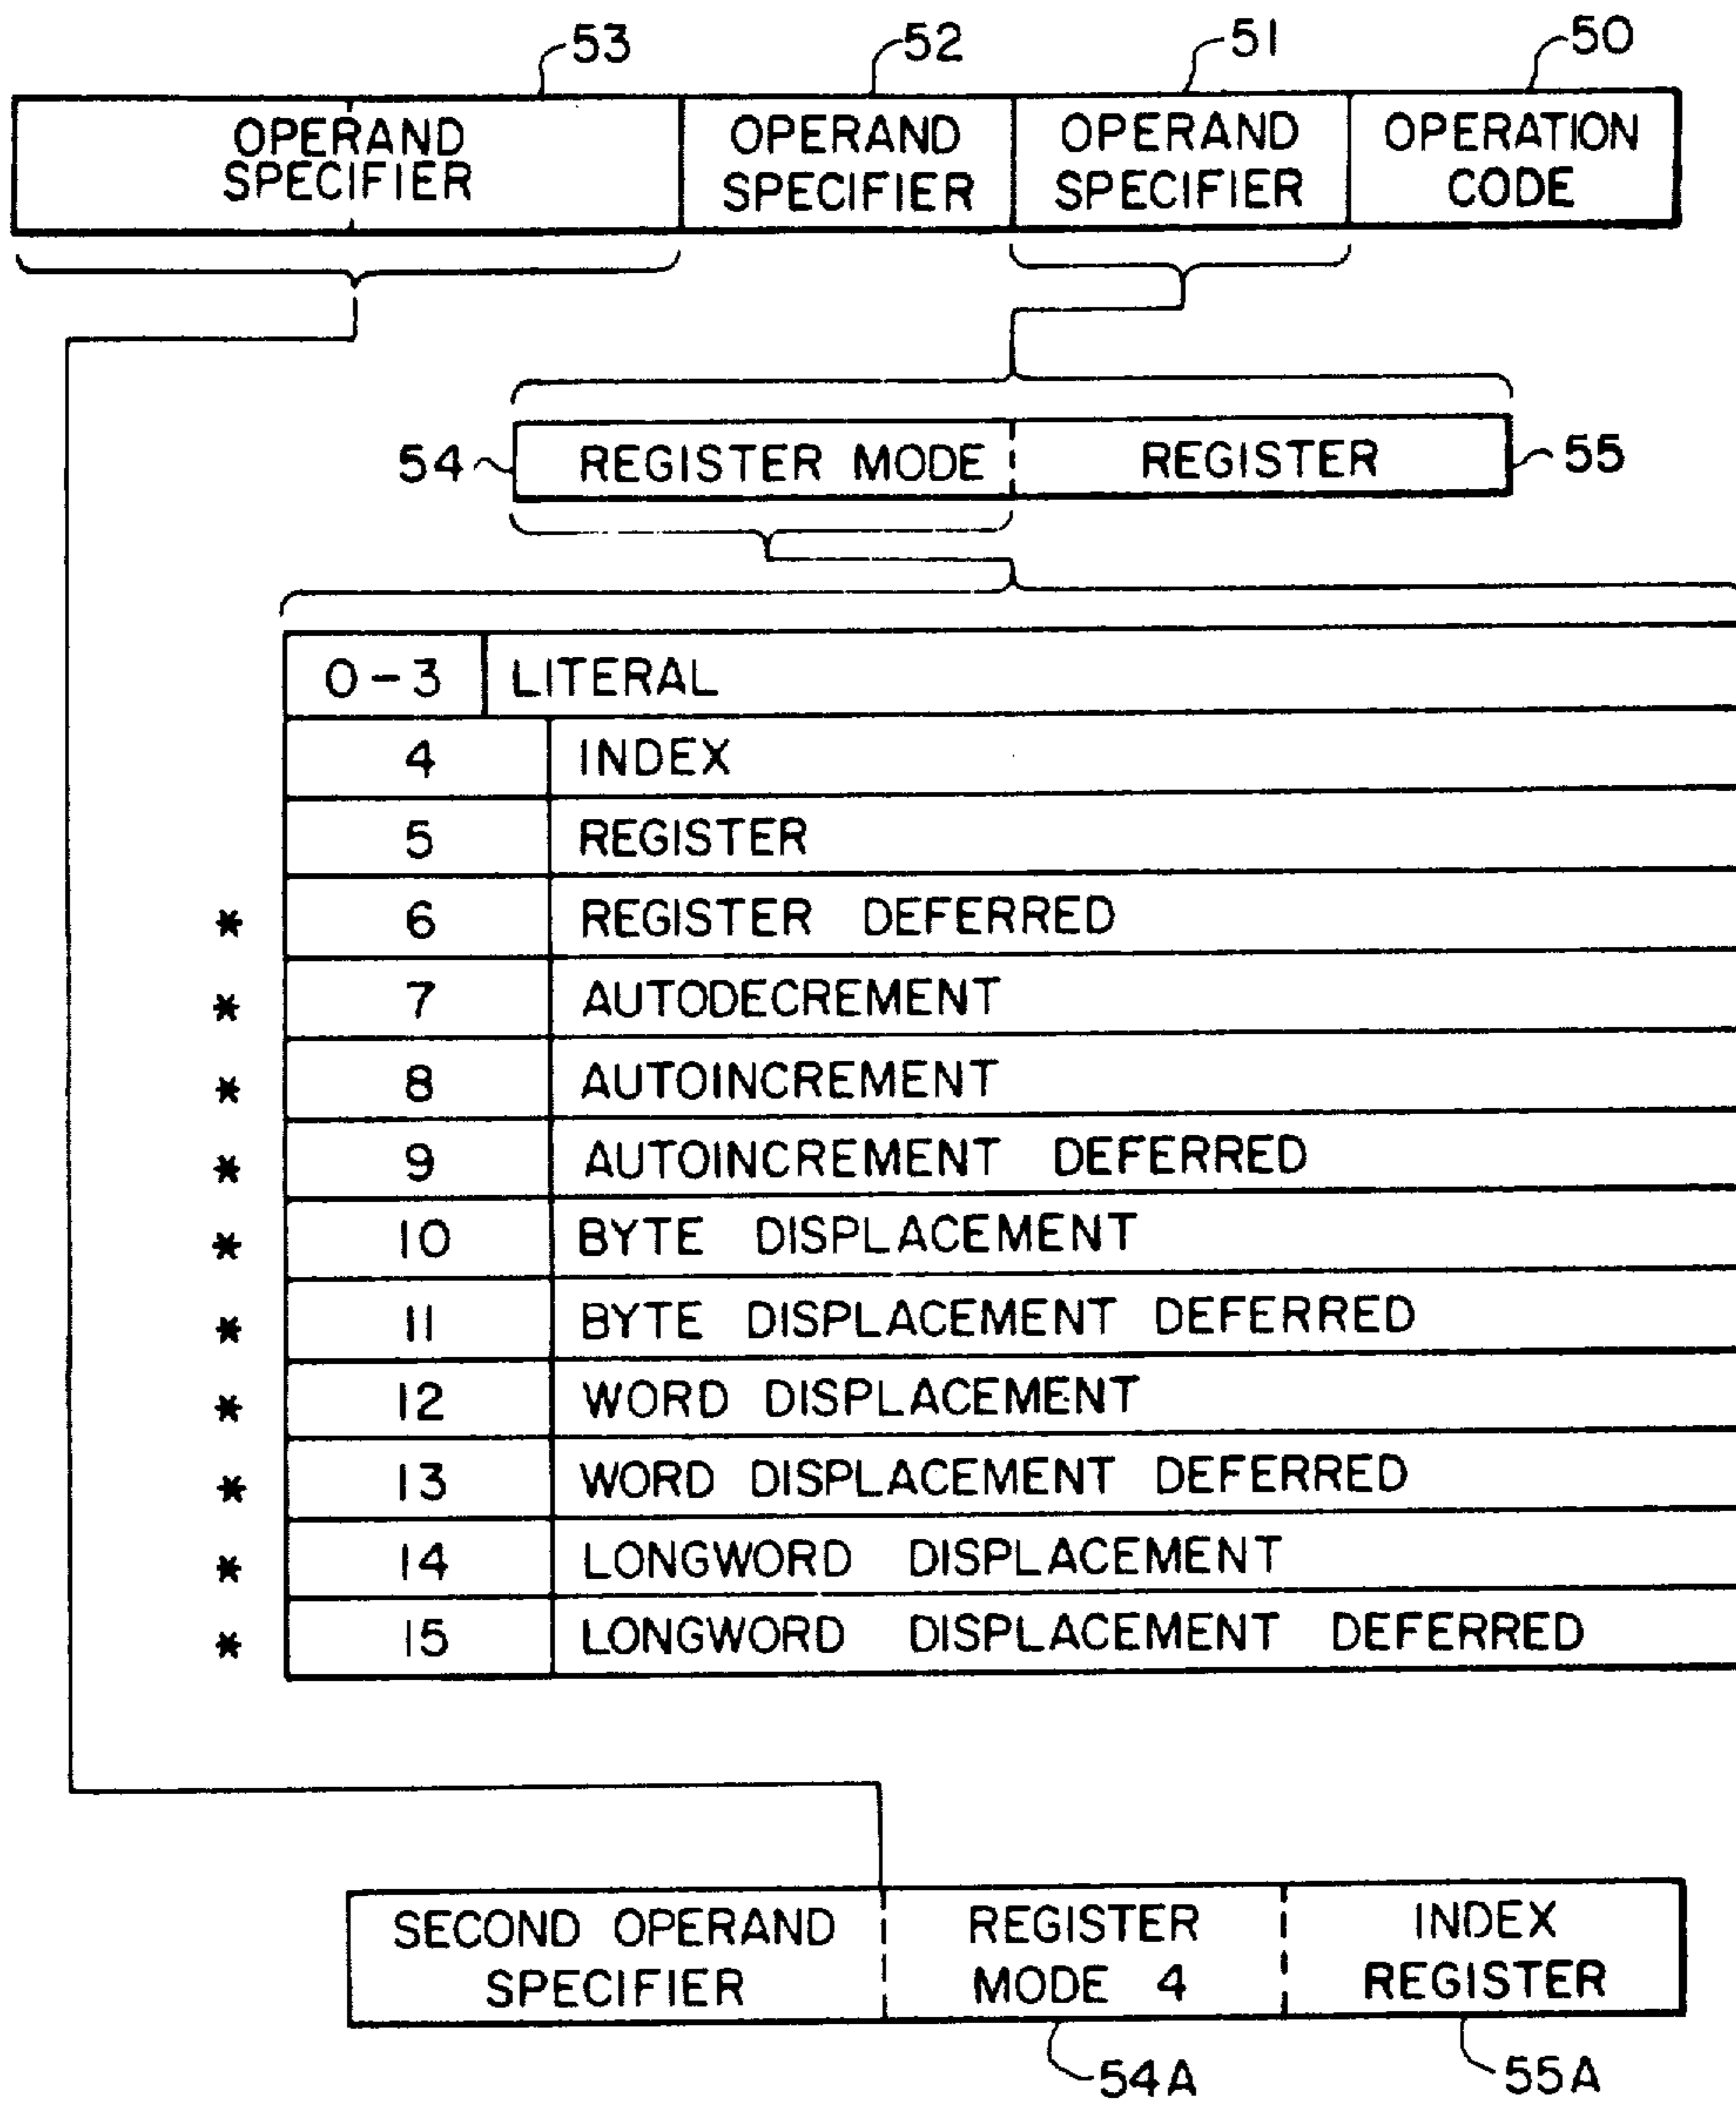 53 52 51 50
OPERAND SPECIFIER
OPERAND SPECIFIER
OPERAND SPECIFIER
OPERATION CODE
54 REGISTER MODE REGISTER 55
0-3 LITERAL
4 INDEX
5 REGISTER
* 6 REGISTER DEFERRED
* 7 AUTODECREMENT
* 8 AUTOINCREMENT
* 9 AUTOINCREMENT DEFERRED
* 10 BYTE DISPLACEMENT
* 11 BYTE DISPLACEMENT DEFERRED
* 12 WORD DISPLACEMENT
* 13 WORD DISPLACEMENT DEFERRED
* 14 LONGWORD DISPLACEMENT
* 15 LONGWORD DISPLACEMENT DEFERRED
SECOND OPERAND SPECIFIER
REGISTER MODE 4
INDEX REGISTER
54A 55A